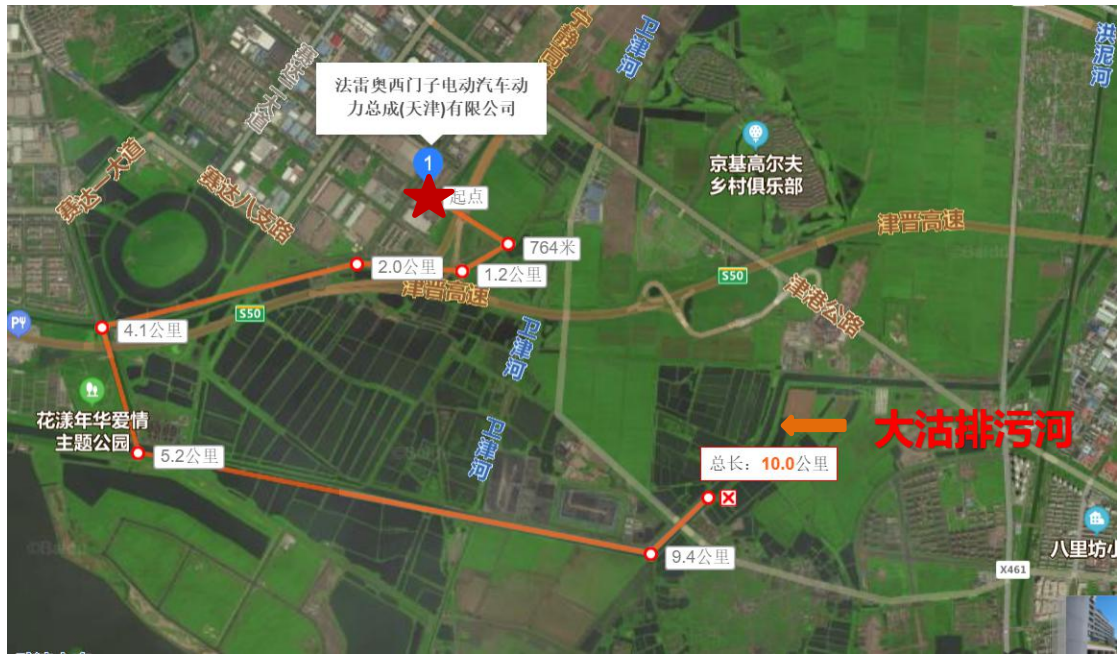 洪泥河
卫津河
法雷奥西门子电动汽车动
力总成(天津)有限公司
1
京基高尔夫
乡村俱乐部
赛达一大道
赛达八支路
起点
764米
津晋高速
2.0公里
1.2公里
津晋高速
S50
S50
津港公路
4.1公里
卫津河
花漾年华爱情
主题公园
5.2公里
卫津河
大沽排污河
总长：10.0公里
9.4公里
八里坊小
X461